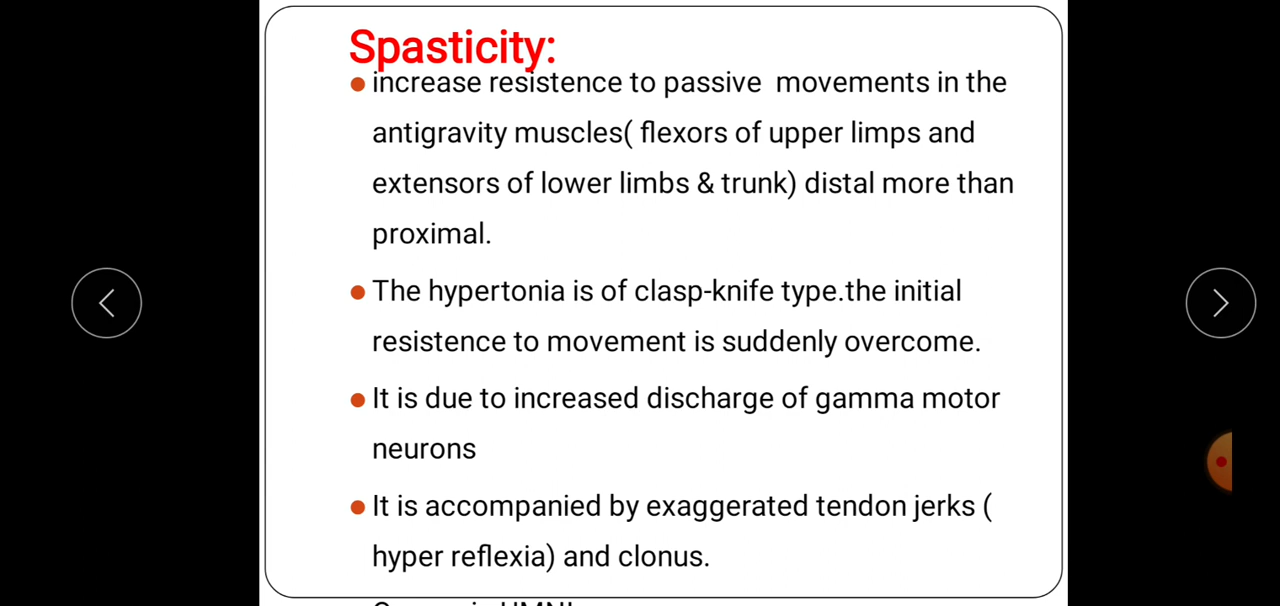 Spasticity:
increase resistence to passive movements in the
antigravity muscles( flexors of upper limps and
extensors of lower limbs & trunk) distal more than
proximal.
The hypertonia is of clasp-knife type.the initial
resistence to movement is suddenly overcome.
It is due to increased discharge of gamma motor
neurons
It is accompanied by exaggerated tendon jerks (
hyper reflexia) and clonus.